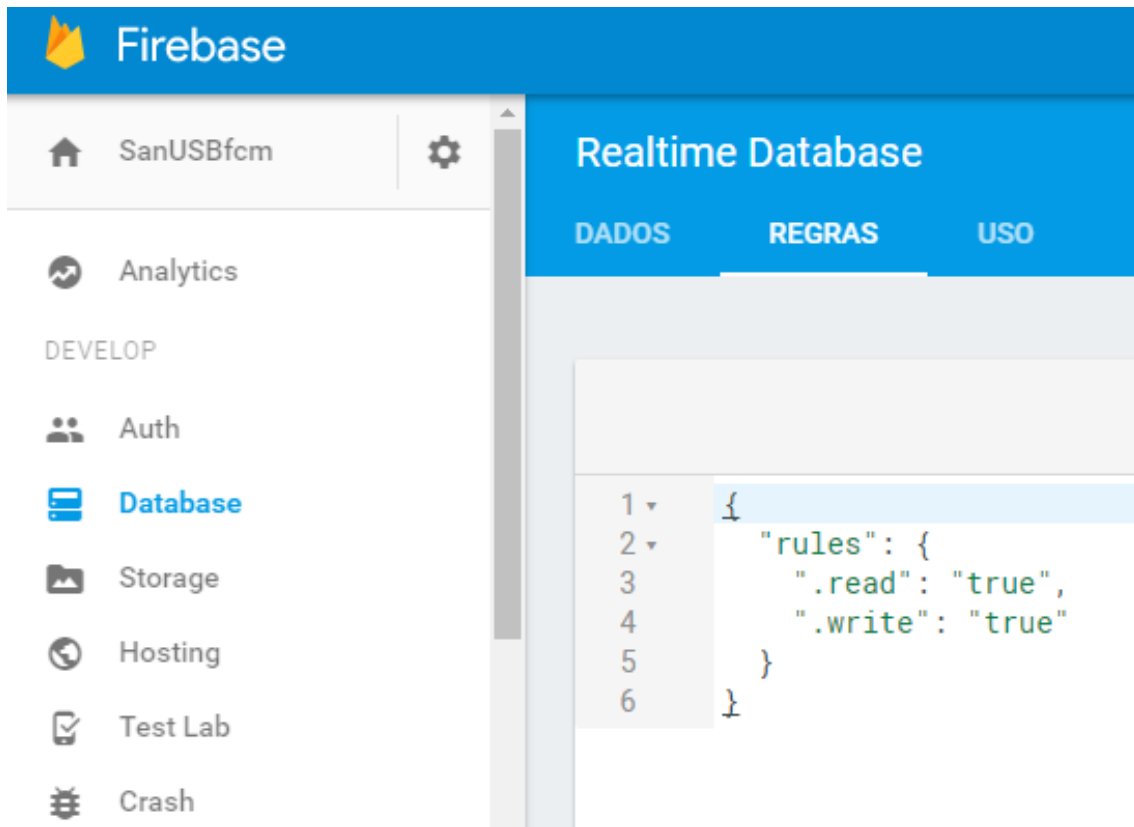 Firebase
SanUSBfcm
Analytics
DEVELOP
Auth
Database
Storage
Hosting
Test Lab
Crash
Realtime Database
DADOS REGRAS USO
1 {
2 "rules": {
3 ".read": "true",
4 ".write": "true"
5 }
6 }